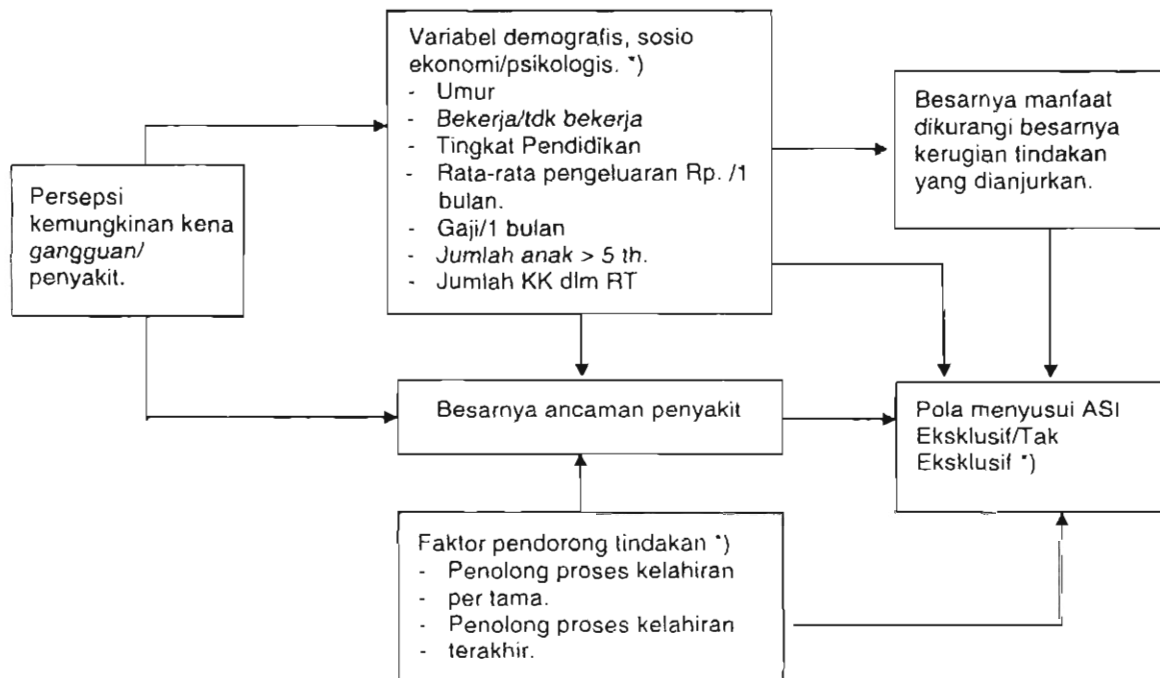 Variabel demografis, sosio
ekonomi/psikologis. *)
- Umur
- Bekerja/tdk bekerja
- Tingkat Pendidikan
- Rata-rata pengeluaran Rp. /1
bulan.
- Gaji/1 bulan
- Jumlah anak > 5 th.
- Jumlah KK dlm RT
Besarnya manfaat
dikurangi besarnya
kerugian tindakan
yang dianjurkan.
Persepsi
kemungkinan kena
gangguan/
penyakit.
Besarnya ancaman penyakit
Pola menyusui ASI
Eksklusif/Tak
Eksklusif *)
Faktor pendorong tindakan *)
- Penolong proses kelahiran
- per tama.
- Penolong proses kelahiran
- terakhir.